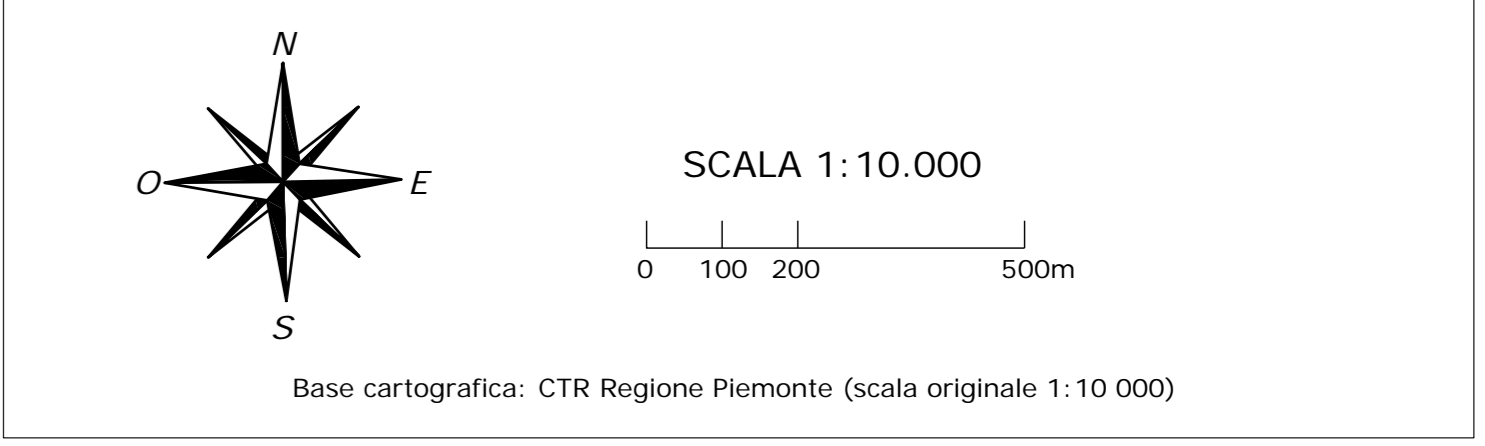 N
O E
S
SCALA 1:10.000
0 100 200 500m
Base cartografica: CTR Regione Piemonte (scala originale 1:10 000)